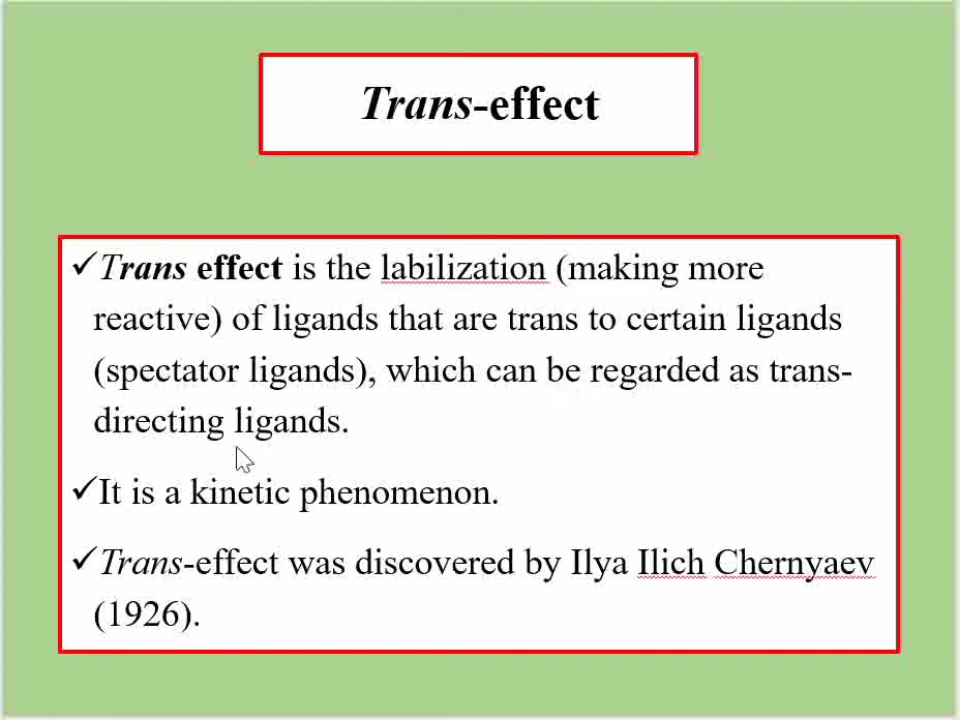 Trans-effect
✓Trans effect is the labilization (making more
reactive) of ligands that are trans to certain ligands
(spectator ligands), which can be regarded as trans-
directing ligands.
✓It is a kinetic phenomenon.
✓Trans-effect was discovered by Ilya Ilich Chernyaev
(1926).